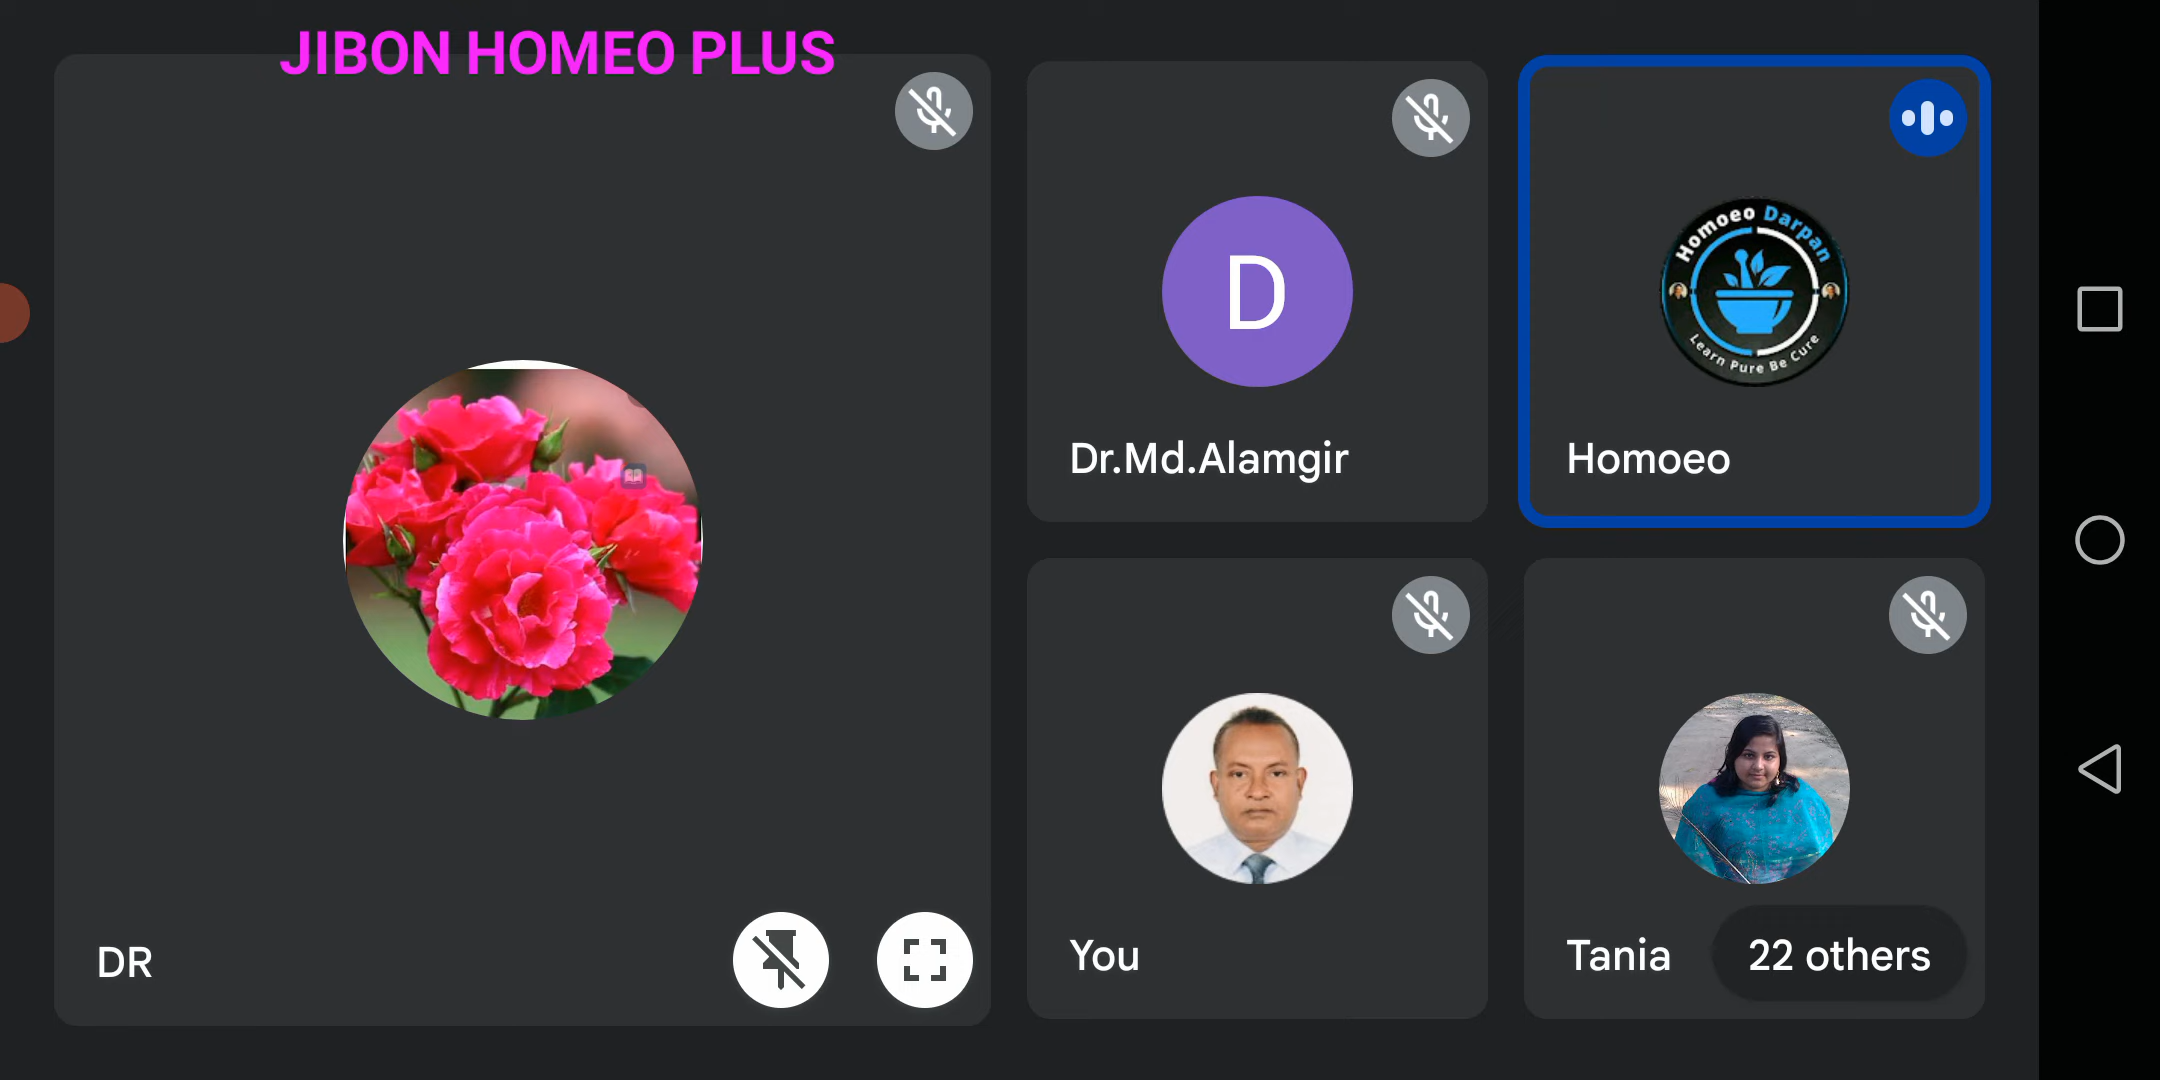 JIBON HOMEO PLUS
DR
D
Dr.Md.Alamgir
Homoeo Darpan
Learn Pure Be Cure
Homoeo
You
Tania
22 others